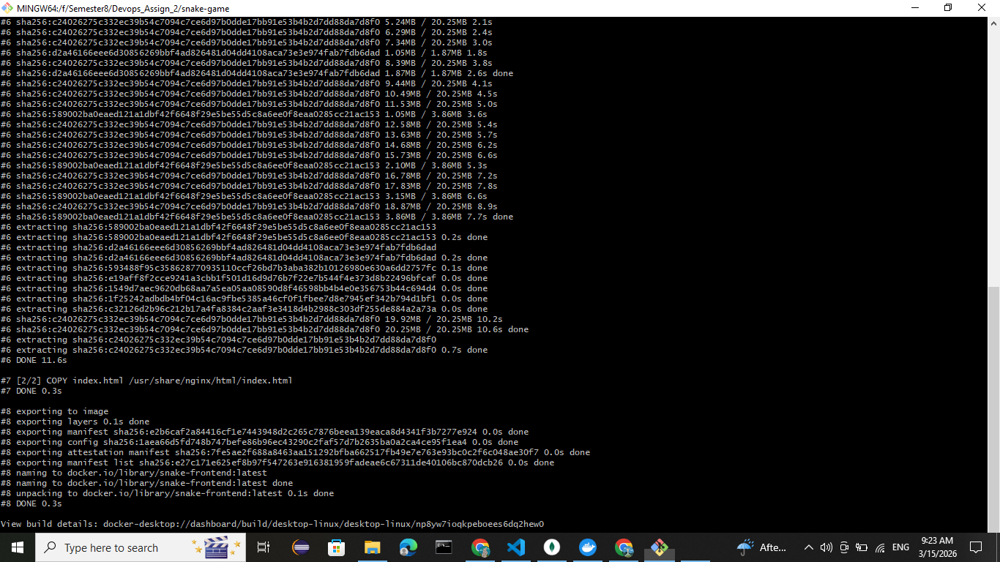 MINGW64:/f/Semester8/Devops_Assign_2/snake-game
#6 sha256:c24026275c332ec39b54c7094c7ce6d97b0dde17bb91e53b4b2d7dd88da7d8f0 5.24MB / 20.25MB 2.1s
#6 sha256:c24026275c332ec39b54c7094c7ce6d97b0dde17bb91e53b4b2d7dd88da7d8f0 6.29MB / 20.25MB 2.4s
#6 sha256:c24026275c332ec39b54c7094c7ce6d97b0dde17bb91e53b4b2d7dd88da7d8f0 7.34MB / 20.25MB 3.0s
#6 sha256:d2a46166eee6d30856269bbf4ad826481d04dd4108aca73e3e974fab7fdb6dad 1.05MB / 1.87MB 1.8s
#6 sha256:c24026275c332ec39b54c7094c7ce6d97b0dde17bb91e53b4b2d7dd88da7d8f0 8.39MB / 20.25MB 3.8s
#6 sha256:d2a46166eee6d30856269bbf4ad826481d04dd4108aca73e3e974fab7fdb6dad 1.87MB / 1.87MB 2.6s done
#6 sha256:c24026275c332ec39b54c7094c7ce6d97b0dde17bb91e53b4b2d7dd88da7d8f0 9.44MB / 20.25MB 4.1s
#6 sha256:c24026275c332ec39b54c7094c7ce6d97b0dde17bb91e53b4b2d7dd88da7d8f0 10.49MB / 20.25MB 4.5s
#6 sha256:c24026275c332ec39b54c7094c7ce6d97b0dde17bb91e53b4b2d7dd88da7d8f0 11.53MB / 20.25MB 5.0s
#6 sha256:589002ba0eaed121a1dbf42f6648f29e5be55d5c8a6ee0f8eaa0285cc21ac153 1.05MB / 3.86MB 3.6s
#6 sha256:c24026275c332ec39b54c7094c7ce6d97b0dde17bb91e53b4b2d7dd88da7d8f0 12.58MB / 20.25MB 5.4s
#6 sha256:c24026275c332ec39b54c7094c7ce6d97b0dde17bb91e53b4b2d7dd88da7d8f0 13.63MB / 20.25MB 5.7s
#6 sha256:c24026275c332ec39b54c7094c7ce6d97b0dde17bb91e53b4b2d7dd88da7d8f0 14.68MB / 20.25MB 6.2s
#6 sha256:c24026275c332ec39b54c7094c7ce6d97b0dde17bb91e53b4b2d7dd88da7d8f0 15.73MB / 20.25MB 6.6s
#6 sha256:589002ba0eaed121a1dbf42f6648f29e5be55d5c8a6ee0f8eaa0285cc21ac153 2.10MB / 3.86MB 5.3s
#6 sha256:c24026275c332ec39b54c7094c7ce6d97b0dde17bb91e53b4b2d7dd88da7d8f0 16.78MB / 20.25MB 7.2s
#6 sha256:c24026275c332ec39b54c7094c7ce6d97b0dde17bb91e53b4b2d7dd88da7d8f0 17.83MB / 20.25MB 7.8s
#6 sha256:589002ba0eaed121a1dbf42f6648f29e5be55d5c8a6ee0f8eaa0285cc21ac153 3.15MB / 3.86MB 6.6s
#6 sha256:c24026275c332ec39b54c7094c7ce6d97b0dde17bb91e53b4b2d7dd88da7d8f0 18.87MB / 20.25MB 8.9s
#6 sha256:589002ba0eaed121a1dbf42f6648f29e5be55d5c8a6ee0f8eaa0285cc21ac153 3.86MB / 3.86MB 7.7s done
#6 extracting sha256:589002ba0eaed121a1dbf42f6648f29e5be55d5c8a6ee0f8eaa0285cc21ac153
#6 extracting sha256:589002ba0eaed121a1dbf42f6648f29e5be55d5c8a6ee0f8eaa0285cc21ac153 0.2s done
#6 extracting sha256:d2a46166eee6d30856269bbf4ad826481d04dd4108aca73e3e974fab7fdb6dad
#6 extracting sha256:d2a46166eee6d30856269bbf4ad826481d04dd4108aca73e3e974fab7fdb6dad 0.2s done
#6 extracting sha256:593488f95c358628770935110ccf26bd7b3aba382b10126980e630a6dd2757fc 0.1s done
#6 extracting sha256:e19aff8f2cce9241a3cbb1f501d16d9d76b7f22e7b544f4e373d8b22496bfcaf 0.0s done
#6 extracting sha256:1549d7aec9620db68aa7a5ea05aa08590d8f46598bb4b4e0e356753b44c694d4 0.0s done
#6 extracting sha256:1f25242adbdb4bf04c16ac9fbe5385a46cf0f1fbee7d8e7945ef342b794d1bf1 0.0s done
#6 extracting sha256:c32126d2b96c212b17a4fa8384c2aaf3e3418d4b2988c303df255de884a2a73a 0.0s done
#6 sha256:c24026275c332ec39b54c7094c7ce6d97b0dde17bb91e53b4b2d7dd88da7d8f0 19.92MB / 20.25MB 10.2s
#6 sha256:c24026275c332ec39b54c7094c7ce6d97b0dde17bb91e53b4b2d7dd88da7d8f0 20.25MB / 20.25MB 10.6s done
#6 extracting sha256:c24026275c332ec39b54c7094c7ce6d97b0dde17bb91e53b4b2d7dd88da7d8f0
#6 extracting sha256:c24026275c332ec39b54c7094c7ce6d97b0dde17bb91e53b4b2d7dd88da7d8f0 0.7s done
#6 DONE 11.6s
#7 [2/2] COPY index.html /usr/share/nginx/html/index.html
#7 DONE 0.3s
#8 exporting to image
#8 exporting layers 0.1s done
#8 exporting manifest sha256:e2b6caf2a84416cf1e7443948d2c265c7876beea139eaca8d4341f3b7277e924 0.0s done
#8 exporting config sha256:1aea66d5fd748b747befe86b96ec43290c2faf57d7b2635ba0a2ca4ce95f1ea4 0.0s done
#8 exporting attestation manifest sha256:7fe5ae2f688a8463aa151292bfba662517fb49e7e763e93bc0c2f6c048ae30f7 0.0s done
#8 exporting manifest list sha256:e27c171e625ef8b97f547263e916381959fadeae6c67311de40106bc870dcb26 0.0s done
#8 naming to docker.io/library/snake-frontend:latest
#8 naming to docker.io/library/snake-frontend:latest done
#8 unpacking to docker.io/library/snake-frontend:latest 0.1s done
#8 DONE 0.3s
View build details: docker-desktop://dashboard/build/desktop-linux/desktop-linux/np8yw7ioqkpeboees6dq2hew0
Type here to search
Afte...
ENG
9:23 AM
3/15/2026